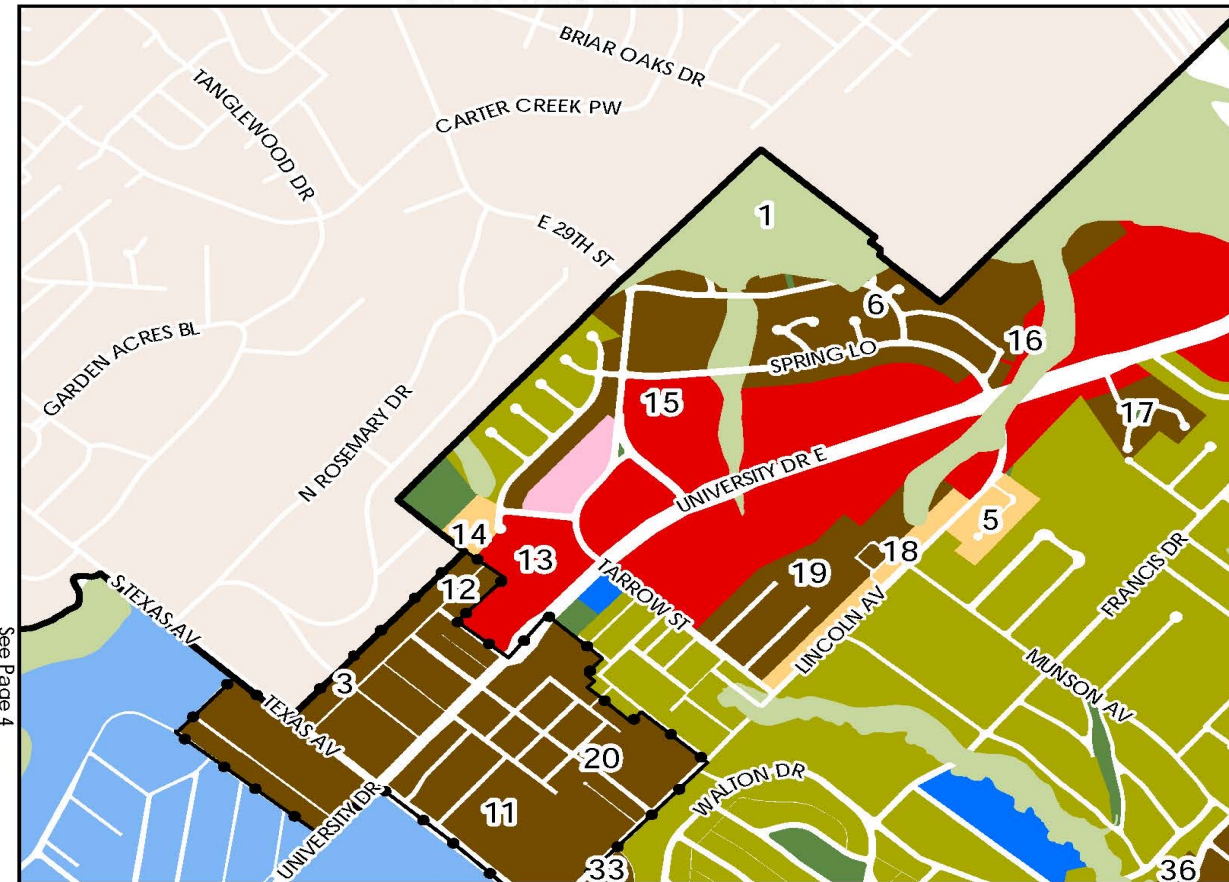 BRIAR OAKS DR
TANGLEWOOD DR
CARTER CREEK PW
1
E 29TH ST
6
GARDEN ACRES BL
16
SPRING LO
15
17
N ROSEMARY DR
UNIVERSITY DR E
5
14
13
18
12
TARROW ST
19
FRANCIS DR
S TEXAS AV
LINCOLN AV
See Page 4
3
MUNSON AV
TEXAS AV
20
WALTON DR
11
UNIVERSITY DR
33
36